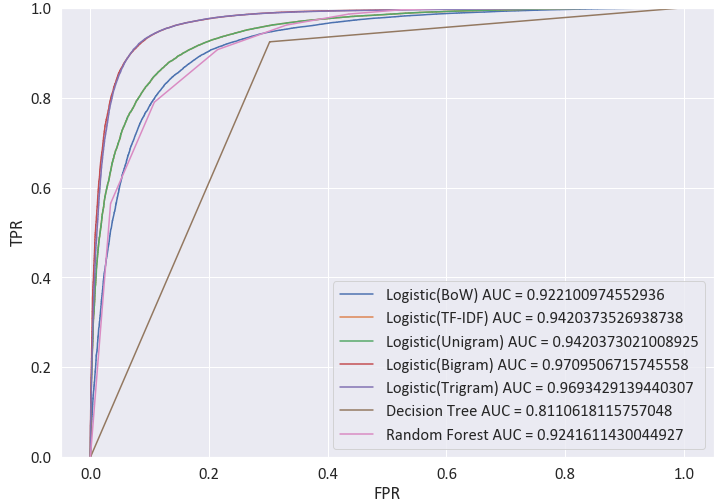 1.0
0.8
0.6
0.4
0.2
0.0
TPR
Logistic(BoW) AUC = 0.922100974552936
Logistic(TF-IDF) AUC = 0.9420373526938738
Logistic(Unigram) AUC = 0.9420373021008925
Logistic(Bigram) AUC = 0.9709506715745558
Logistic(Trigram) AUC = 0.9693429139440307
Decision Tree AUC = 0.8110618115757048
Random Forest AUC = 0.9241611430044927
0.0 0.2 0.4 0.6 0.8 1.0
FPR